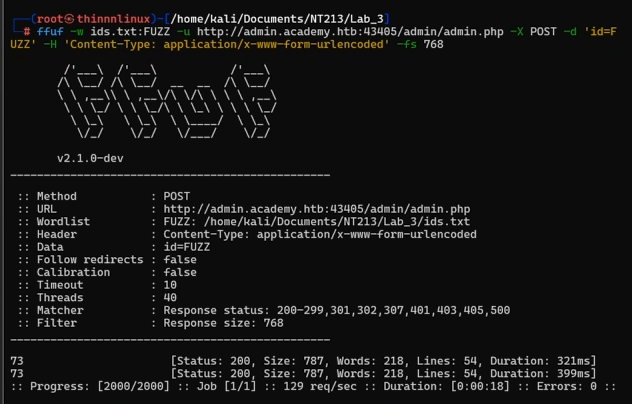 ┌──(root㉿thinnnlinux)-[/home/kali/Documents/NT213/Lab_3]
└─# ffuf -w ids.txt:FUZZ -u http://admin.academy.htb:43405/admin/admin.php -X POST -d 'id=F
UZZ' -H 'Content-Type: application/x-www-form-urlencoded' -fs 768
v2.1.0-dev
________________________________________________
:: Method : POST
:: URL : http://admin.academy.htb:43405/admin/admin.php
:: Wordlist : FUZZ: /home/kali/Documents/NT213/Lab_3/ids.txt
:: Header : Content-Type: application/x-www-form-urlencoded
:: Data : id=FUZZ
:: Follow redirects : false
:: Calibration : false
:: Timeout : 10
:: Threads : 40
:: Matcher : Response status: 200-299,301,302,307,401,403,405,500
:: Filter : Response size: 768
________________________________________________
73 [Status: 200, Size: 787, Words: 218, Lines: 54, Duration: 321ms]
73 [Status: 200, Size: 787, Words: 218, Lines: 54, Duration: 399ms]
:: Progress: [2000/2000] :: Job [1/1] :: 129 req/sec :: Duration: [0:00:18] :: Errors: 0 ::